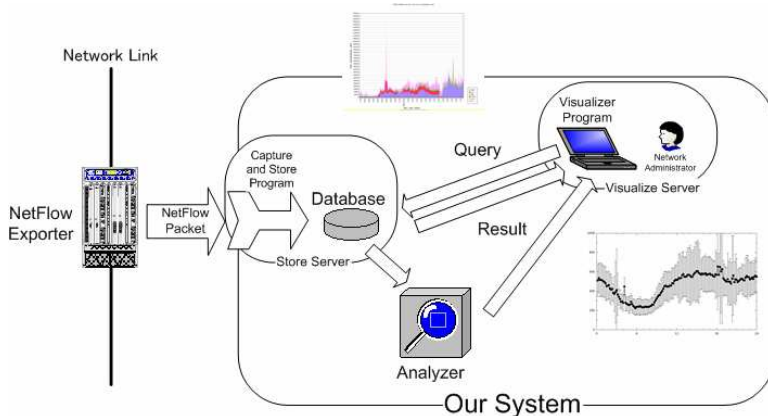 Network Link
NetFlow
Exporter
NetFlow
Packet
Capture
and Store
Program
Database
Store Server
Query
Result
Visualizer
Program
Network
Administrator
Visualize Server
Analyzer
Our System